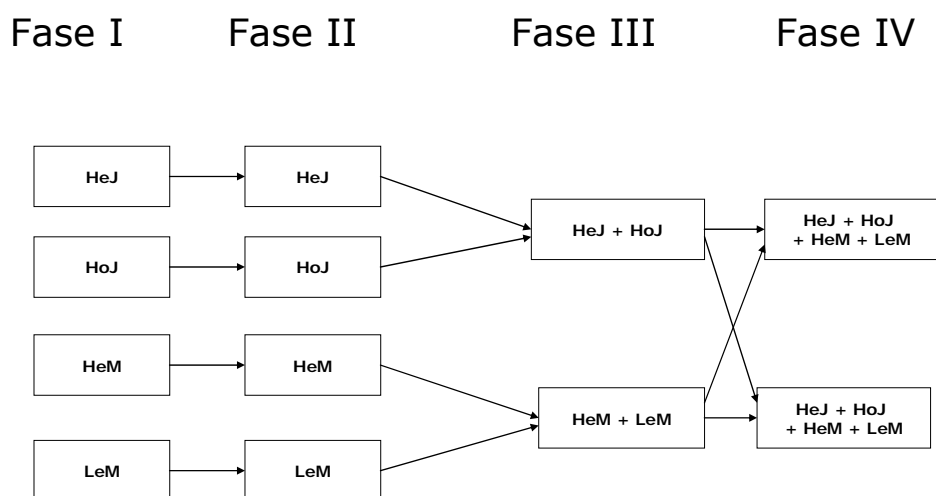 Fase I
Fase II
Fase III
Fase IV
HeJ
HeJ
HoJ
HoJ
HeM
HeM
LeM
LeM
HeJ + HoJ
HeM + LeM
HeJ + HoJ
+ HeM + LeM
HeJ + HoJ
+ HeM + LeM